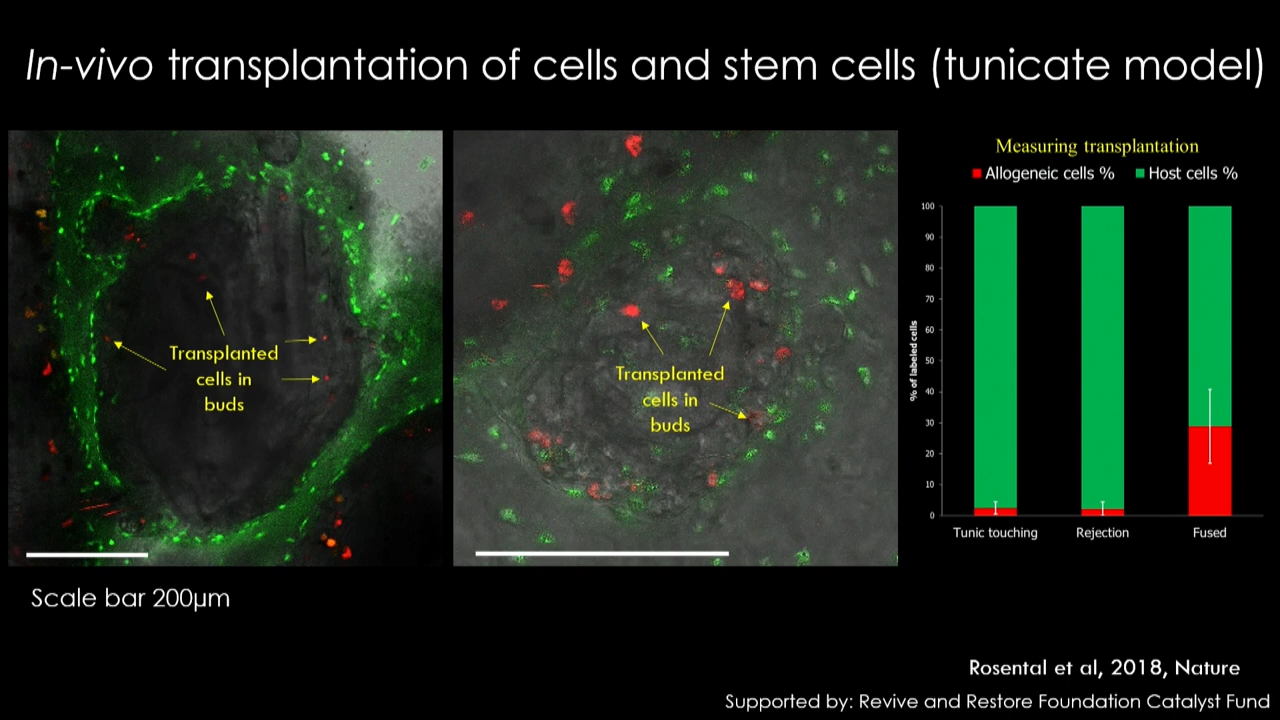 In-vivo transplantation of cells and stem cells (tunicate model)
Transplanted
cells in
buds
Transplanted
cells in
buds
Measuring transplantation
Allogeneic cells % Host cells %
% of labeled cells
100
90
80
70
60
50
40
30
20
10
0
Tunic touching Rejection Fused
Scale bar 200µm
Rosental et al, 2018, Nature
Supported by: Revive and Restore Foundation Catalyst Fund